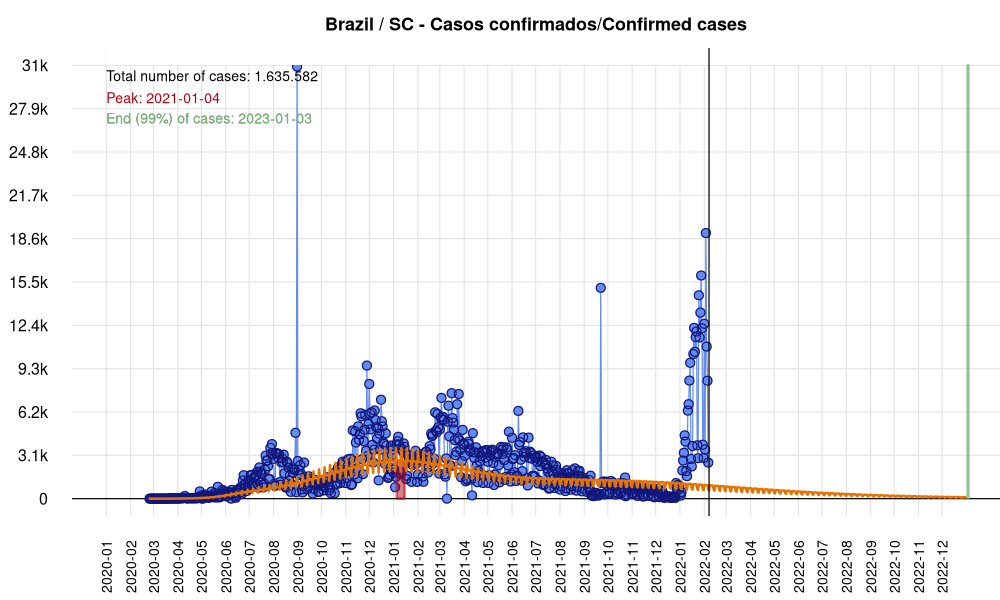 Brazil / SC - Casos confirmados/Confirmed cases
31k
Total number of cases: 1.635.582
Peak: 2021-01-04
27.9k
End (99%) of cases: 2023-01-03
24.8k
21.7k
18.6k
15.5k
12.4k
9.3k
6.2k
3.1k
0
2020-01
2020-02
2020-03
2020-04
2020-05
2020-06
2020-07
2020-08
2020-09
2020-10
2020-11
2020-12
2021-01
2021-02
2021-03
2021-04
2021-05
2021-06
2021-07
2021-08
2021-09
2021-10
2021-11
2021-12
2022-01
2022-02
2022-03
2022-04
2022-05
2022-06
2022-07
2022-08
2022-09
2022-10
2022-11
2022-12